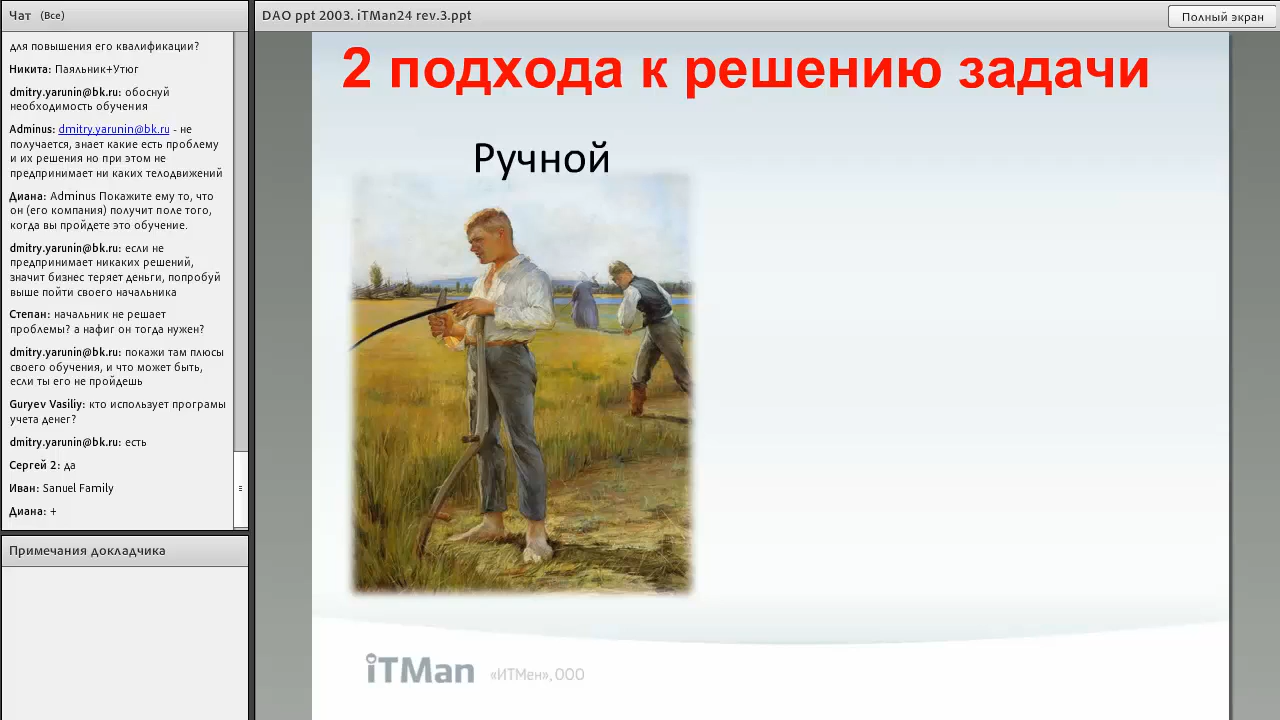 Чат (Все)
для повышения его квалификации?
Никита: Паяльник+Утюг
dmitry.yarunin@bk.ru: обоснуй
необходимость обучения
Adminus: dmitry.yarunin@bk.ru - не
получается, знает какие есть проблему
и их решения но при этом не
предпринимает ни каких телодвижений
Диана: Adminus Покажите ему то, что
он (его компания) получит поле того,
когда вы пройдете это обучение.
dmitry.yarunin@bk.ru: если не
предпринимает никаких решений,
значит бизнес теряет деньги, попробуй
выше пойти своего начальника
Степан: начальник не решает
проблемы? а нафиг он тогда нужен?
dmitry.yarunin@bk.ru: покажи там плюсы
своего обучения, и что может быть,
если ты его не пройдешь
Guryev Vasiliy: кто использует програмы
учета денег?
dmitry.yarunin@bk.ru: есть
Сергей 2: да
Иван: Sanuel Family
Диана: +
Примечания докладчика
DAO ppt 2003. iTMan24 rev.3.ppt
Полный экран
2 подхода к решению задачи
Ручной
iTMan «ИТМен», ООО